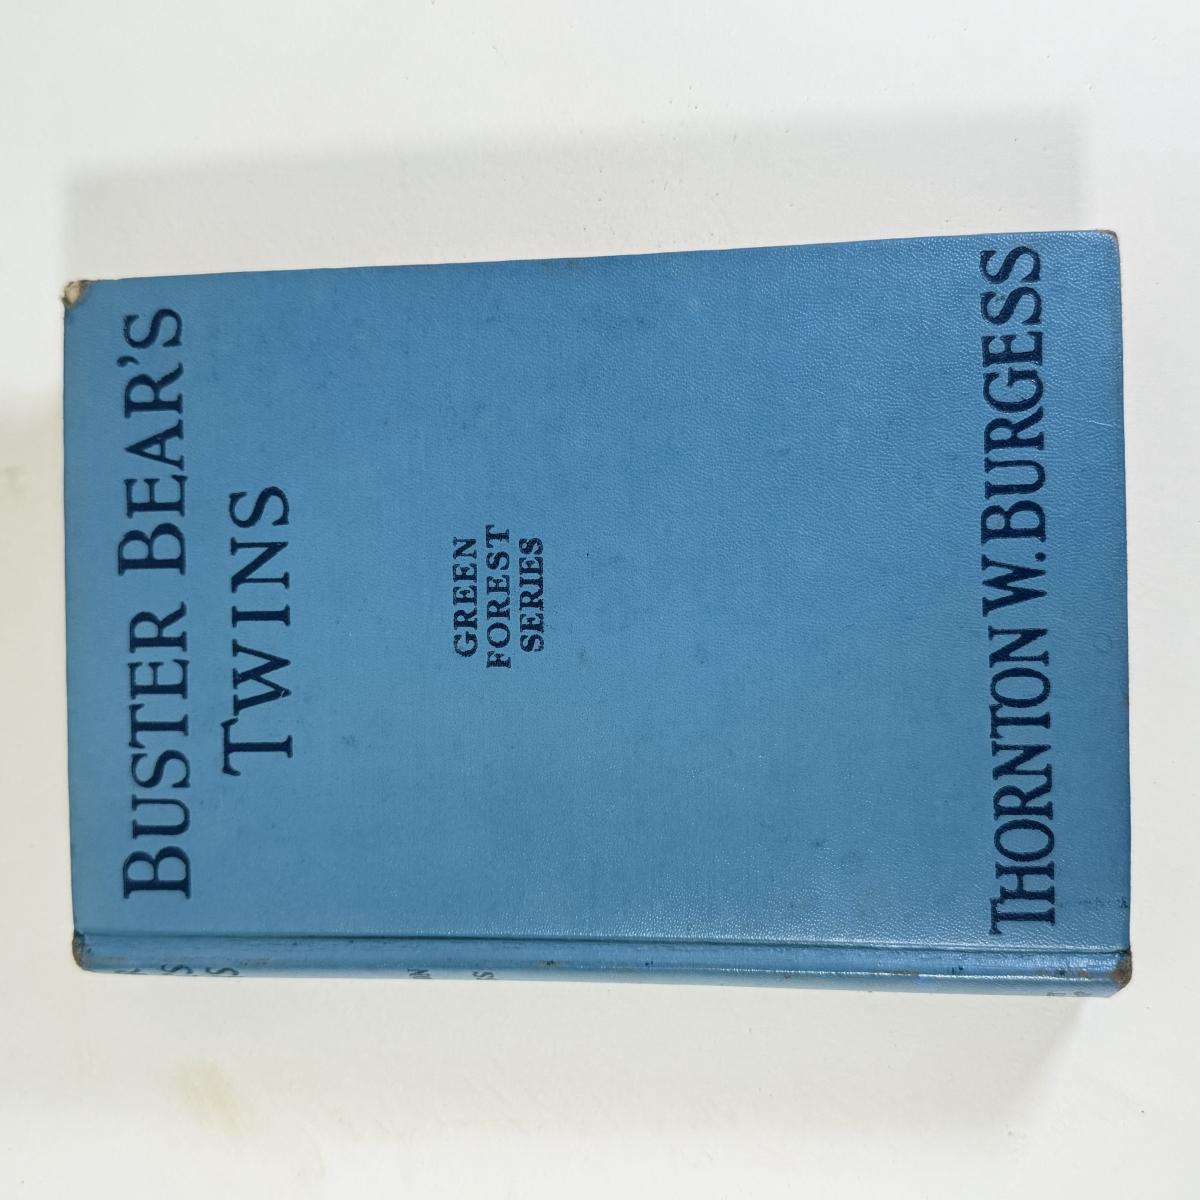 BUSTER BEAR'S
TWINS
GREEN
FOREST
SERIES
THORNTON W. BURGESS